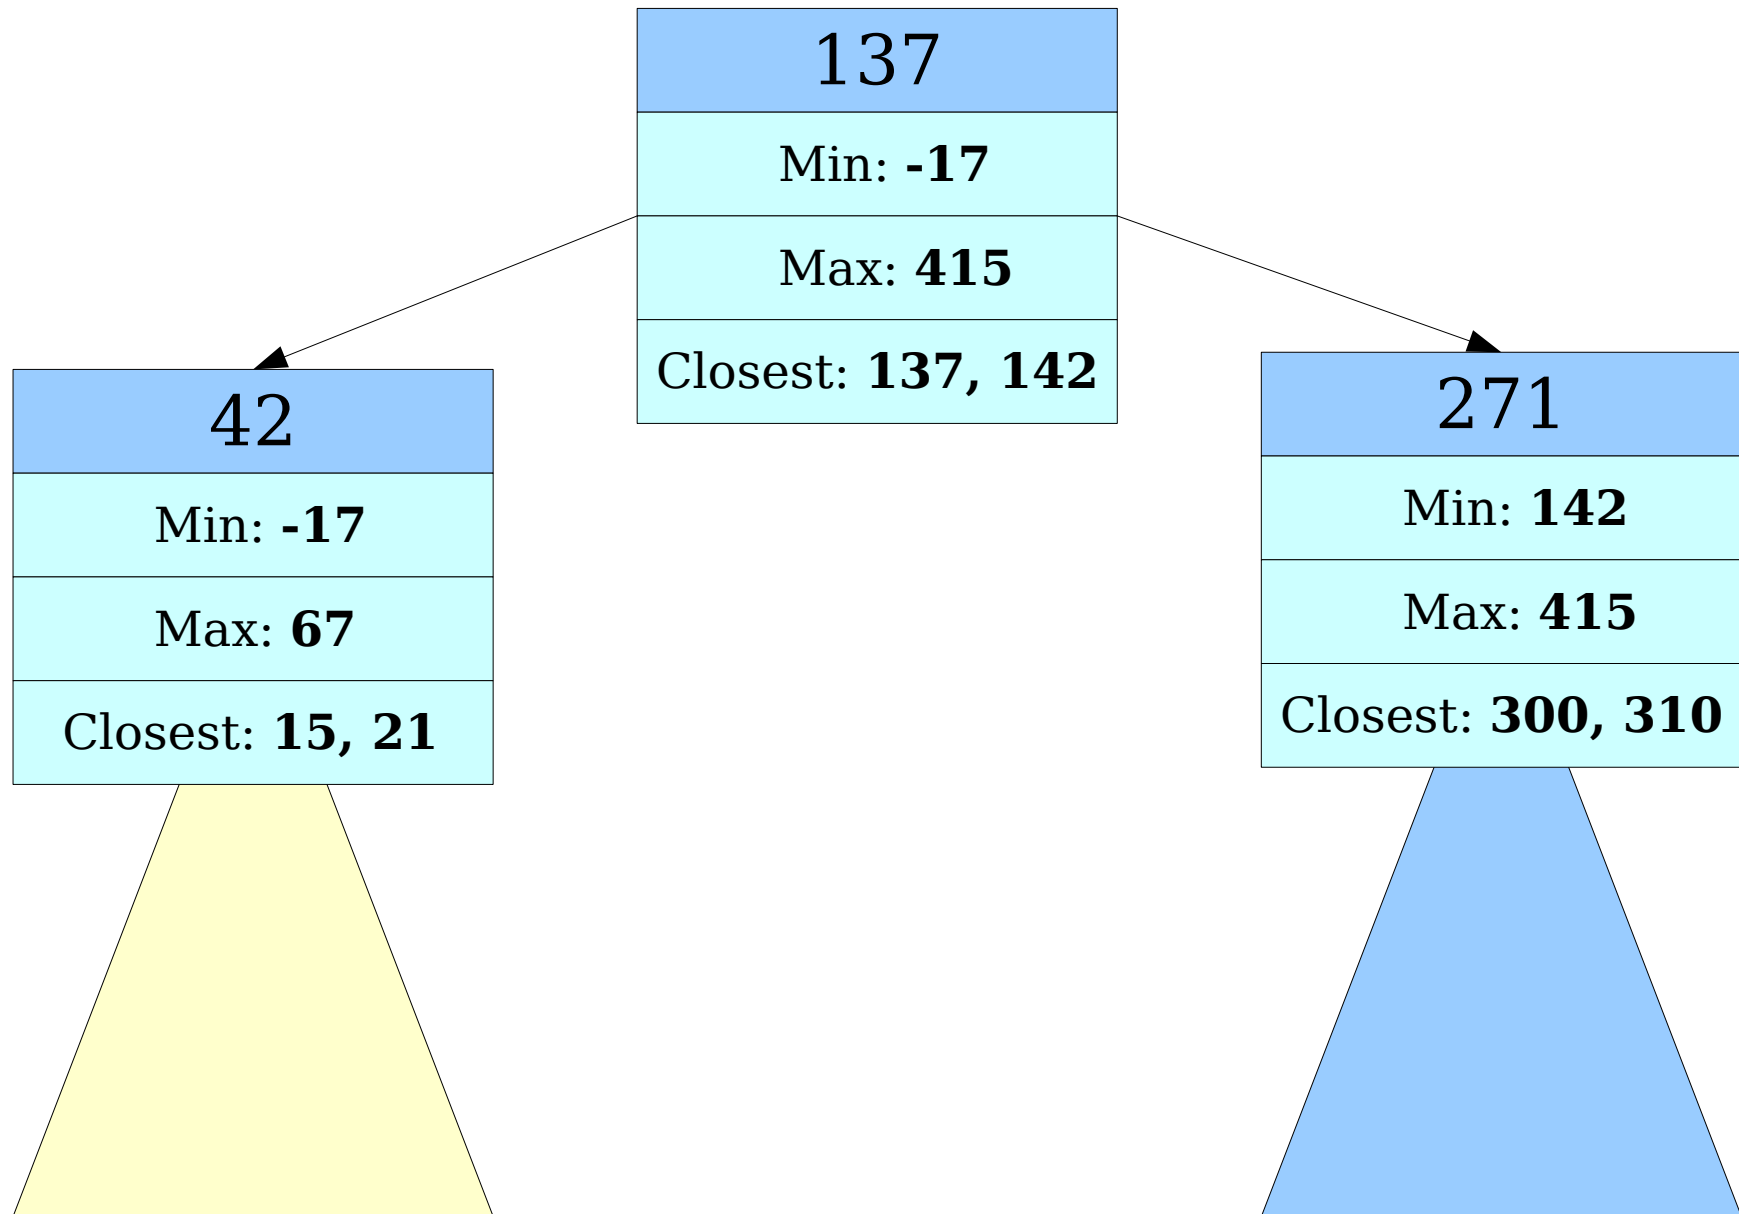 137
Min: -17
Max: 415
Closest: 137, 142
42
Min: -17
Max: 67
Closest: 15, 21
271
Min: 142
Max: 415
Closest: 300, 310